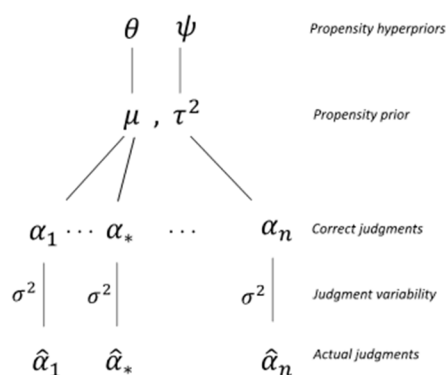 θ ψ Propensity hyperpriors
μ , τ² Propensity prior
α₁ ··· α* ··· αₙ Correct judgments
σ² σ² σ² Judgment variability
α̂₁ α̂* α̂ₙ Actual judgments